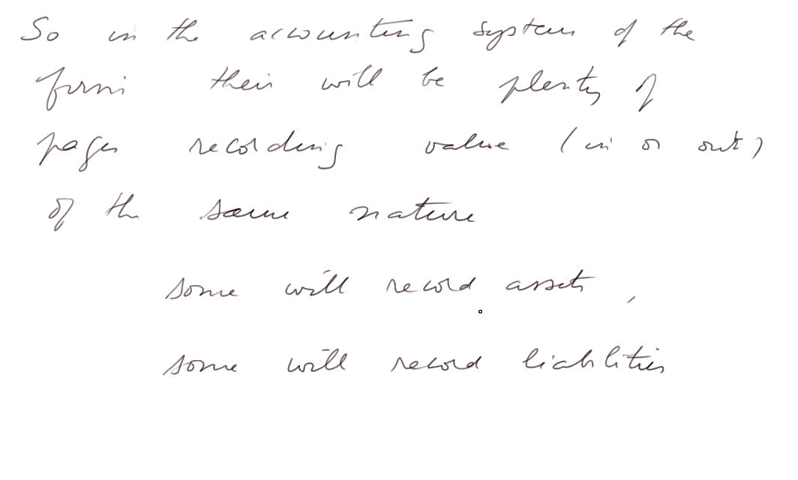 So in the accounting system of the
firm their will be plenty of
pages recording value (in or out)
of the same nature
some will record assets,
some will record liabilities